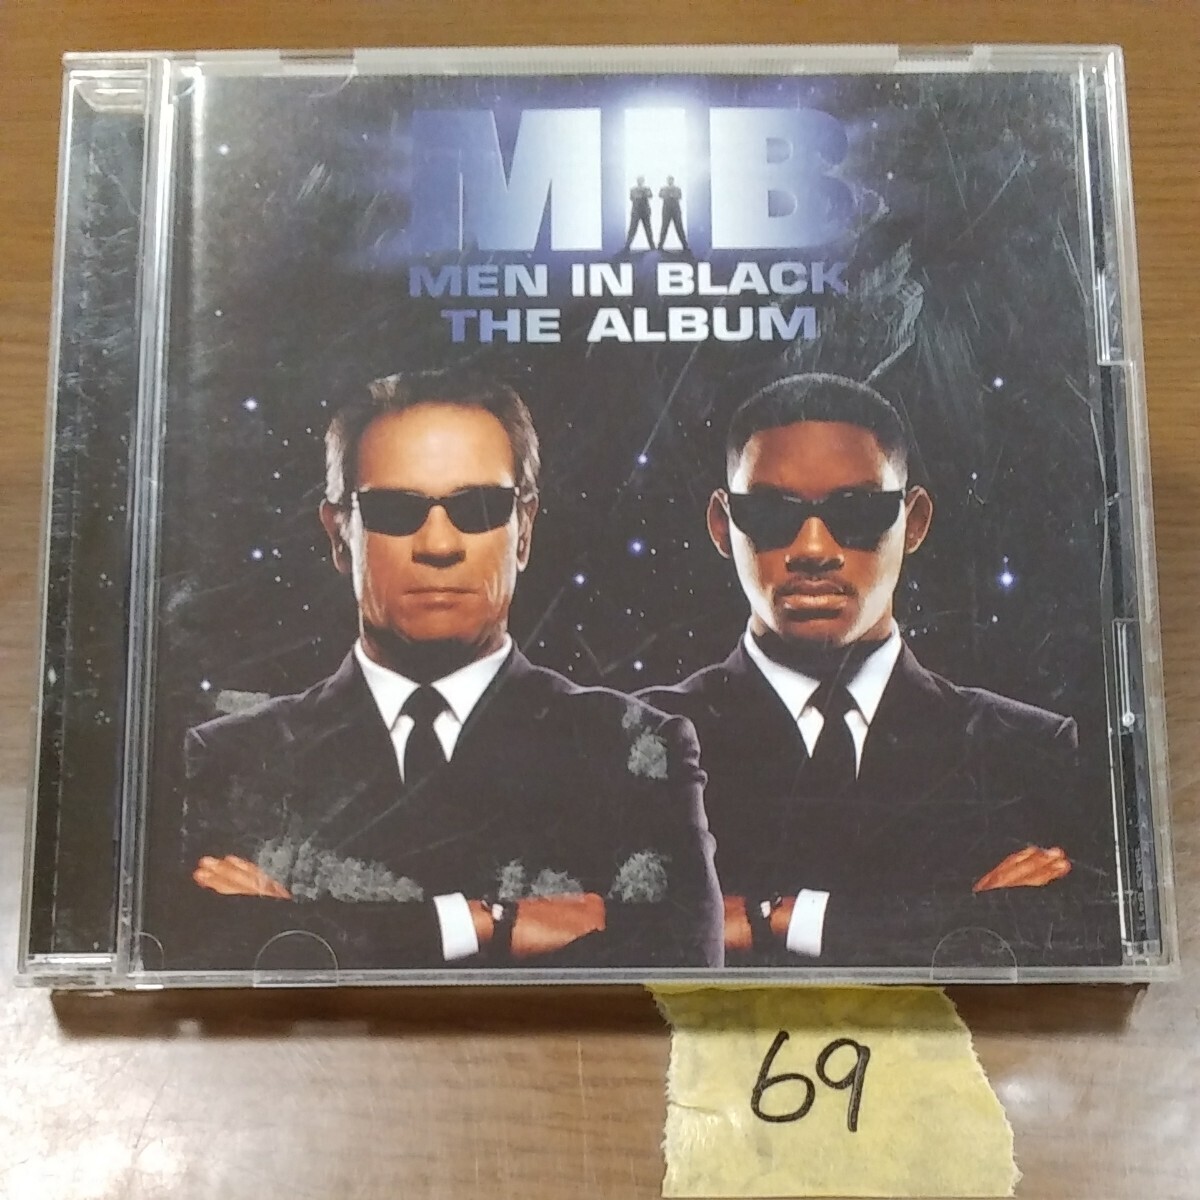 MIB
MEN IN BLACK
THE ALBUM
69